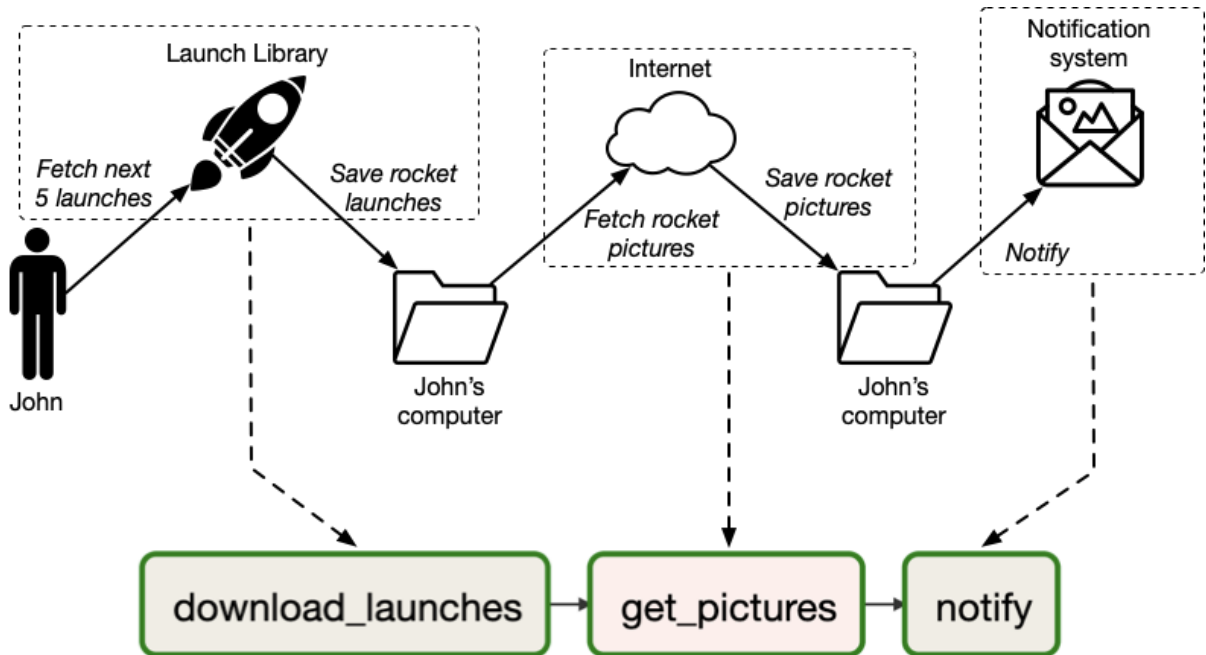 Launch Library
Fetch next
5 launches
Save rocket
launches
John
John's
computer
Internet
Fetch rocket
pictures
Save rocket
pictures
John's
computer
Notification
system
Notify
download_launches
get_pictures
notify